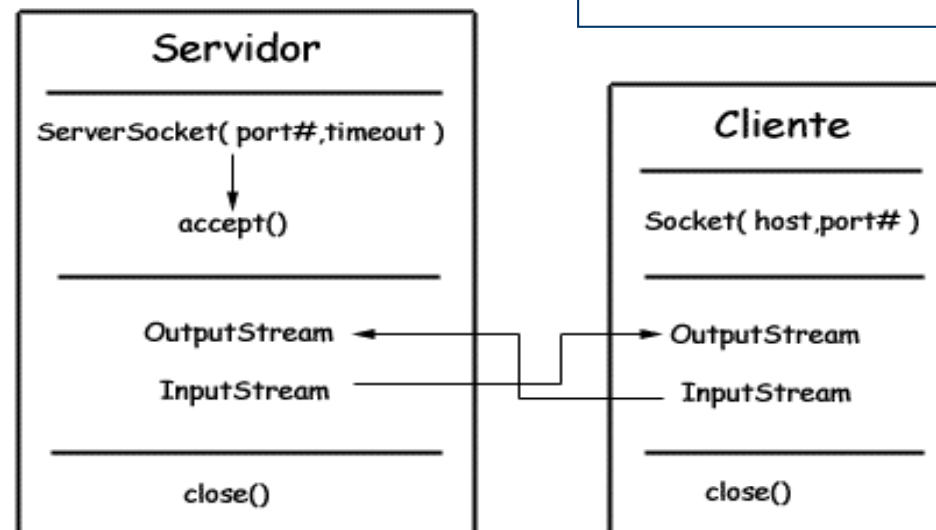 Servidor
ServerSocket( port#,timeout )
accept()
OutputStream
InputStream
close()
Cliente
Socket( host,port# )
OutputStream
InputStream
close()